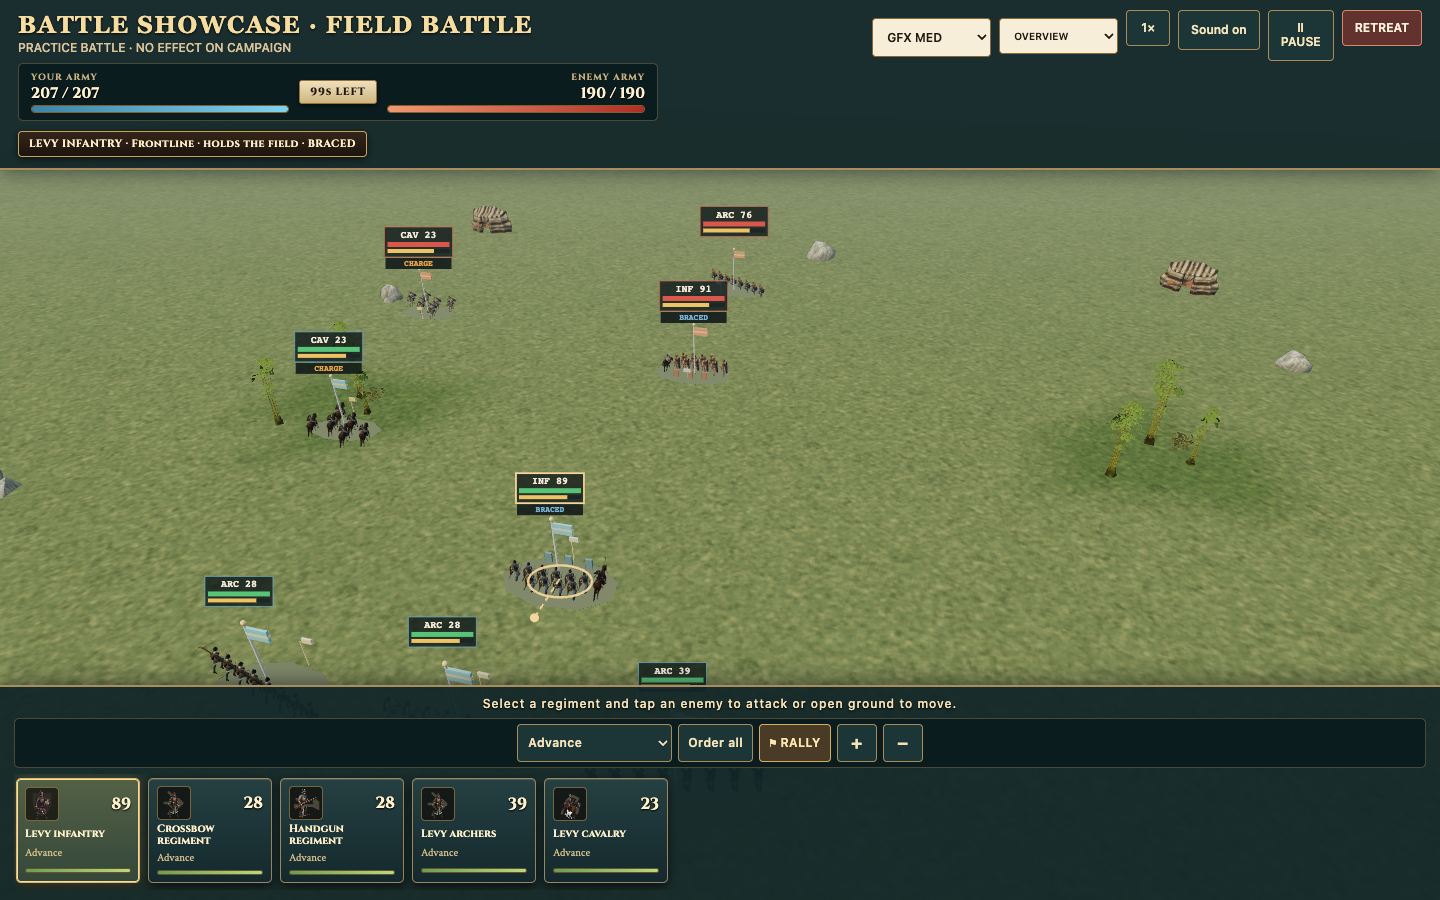 BATTLE SHOWCASE · FIELD BATTLE
PRACTICE BATTLE · NO EFFECT ON CAMPAIGN
GFX MED
OVERVIEW
1×
Sound on
II
PAUSE
RETREAT
YOUR ARMY
207 / 207
99s LEFT
ENEMY ARMY
190 / 190
LEVY INFANTRY · Frontline · holds the field · BRACED
ARC 76
CAV 23
CHARGE
INF 91
BRACED
CAV 23
CHARGE
INF 89
BRACED
ARC 28
ARC 28
ARC 39
Select a regiment and tap an enemy to attack or open ground to move.
Advance
Order all
⚑ RALLY
+
−
89
Levy Infantry
Advance
28
Crossbow
Regiment
Advance
28
Handgun
Regiment
Advance
39
Levy Archers
Advance
23
Levy Cavalry
Advance